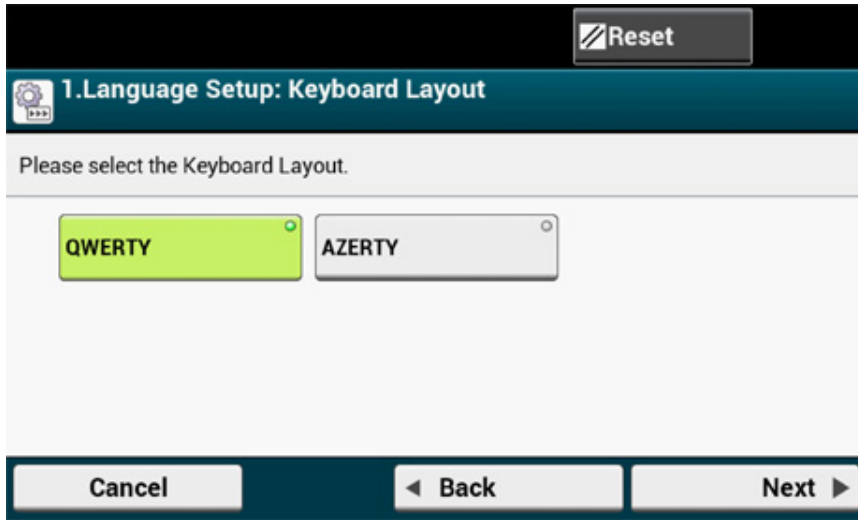 Reset
1.Language Setup: Keyboard Layout
Please select the Keyboard Layout.
QWERTY AZERTY
Cancel Back Next